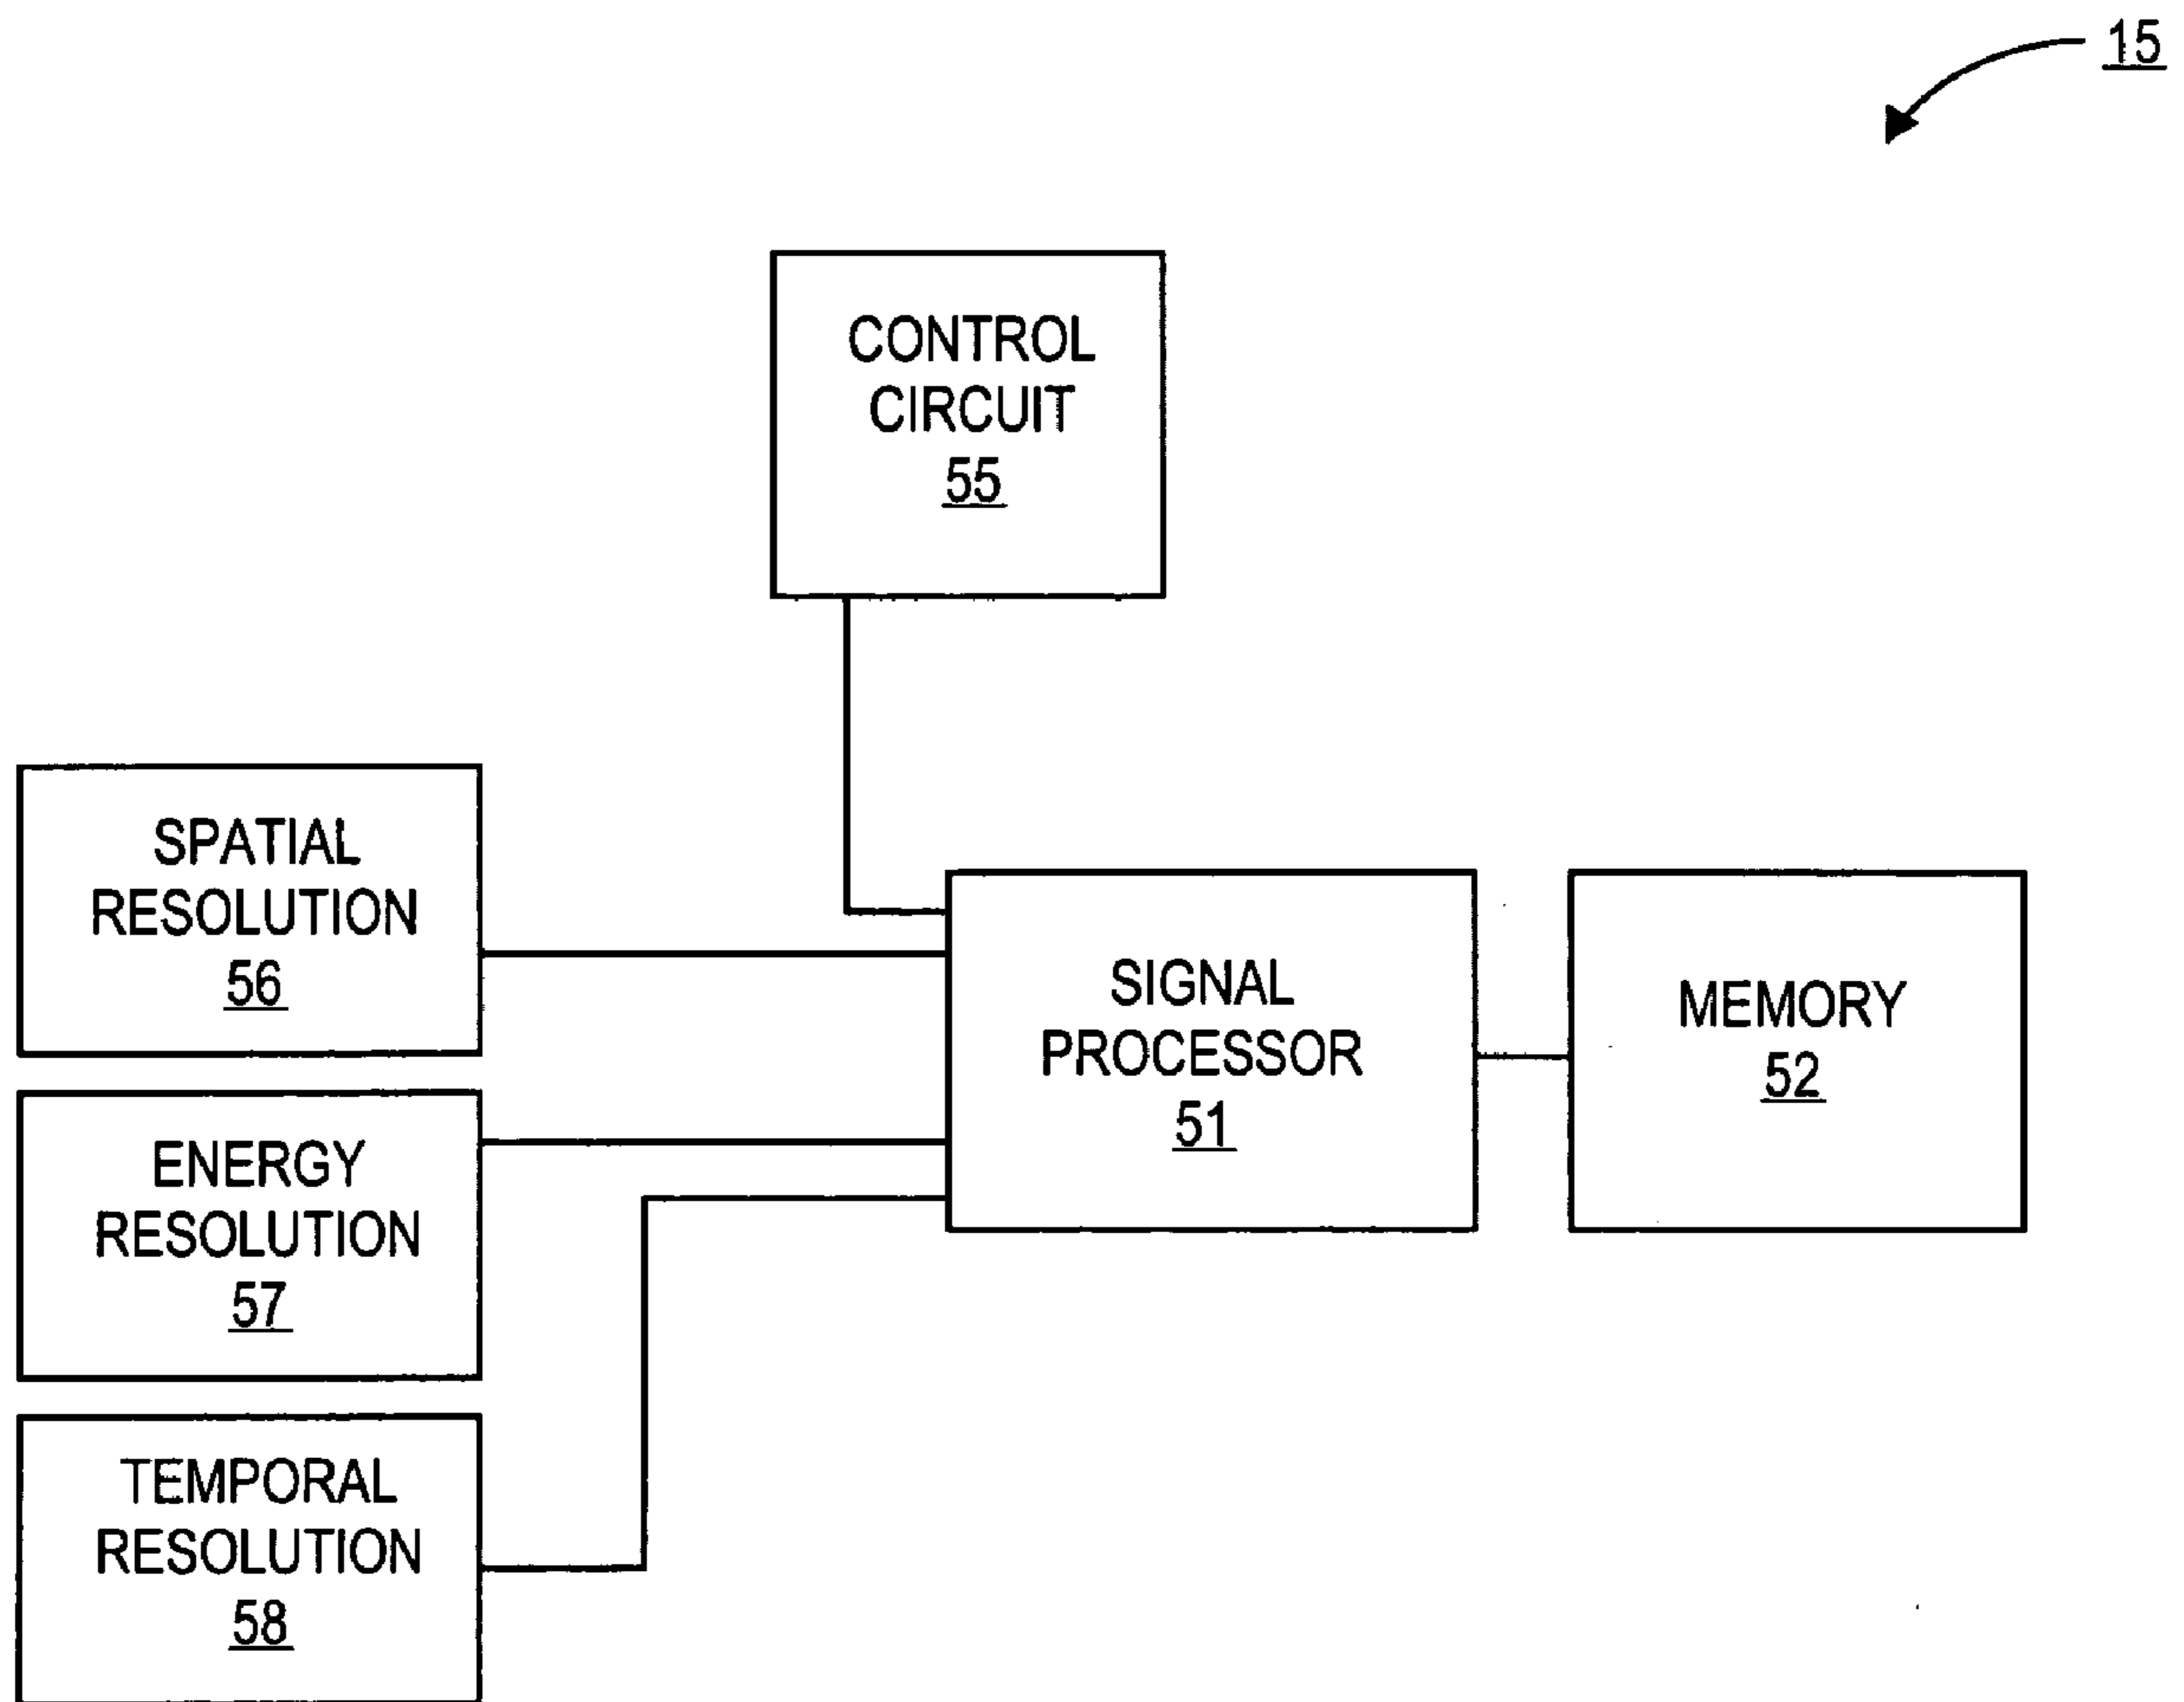 15
CONTROL
CIRCUIT
55
SPATIAL
RESOLUTION
56
SIGNAL
PROCESSOR
51
MEMORY
52
ENERGY
RESOLUTION
57
TEMPORAL
RESOLUTION
58